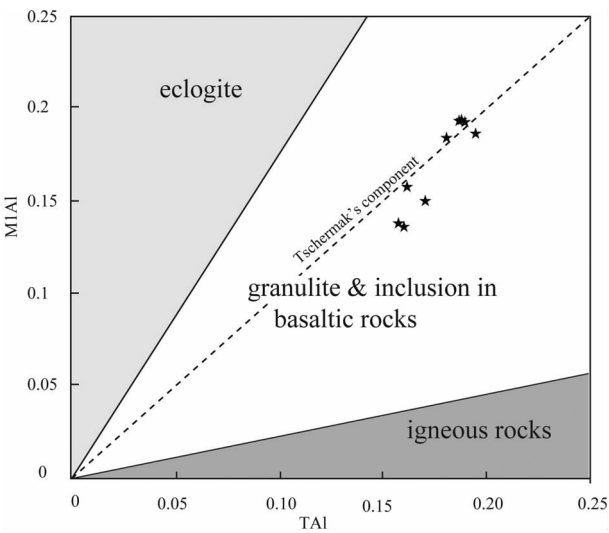 0.25
0.2
0.15
0.1
0.05
0
M1Al
eclogite
Tschermak's component
granulite & inclusion in
basaltic rocks
igneous rocks
0 0.05 0.10 0.15 0.20 0.25
TAl